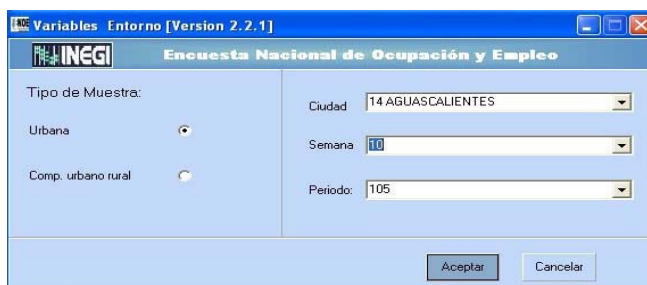 Variables Entorno [Version 2.2.1]
INEGI
Encuesta Nacional de Ocupación y Empleo
Tipo de Muestra:
Urbana
Comp. urbano rural
Ciudad
14 AGUASCALIENTES
Semana
10
Periodo:
105
Aceptar
Cancelar